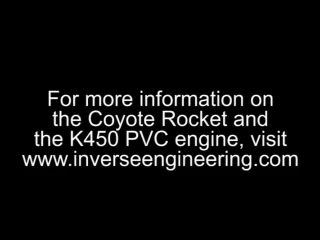 For more information on
the Coyote Rocket and
the K450 PVC engine, visit
www.inverseengineering.com